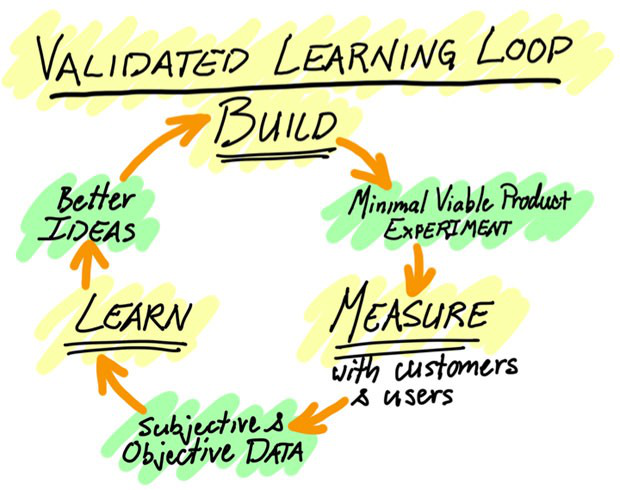 VALIDATED LEARNING LOOP
BUILD
Minimal Viable Product
EXPERIMENT
MEASURE
with customers
& users
Subjective &
Objective DATA
LEARN
Better
IDEAS